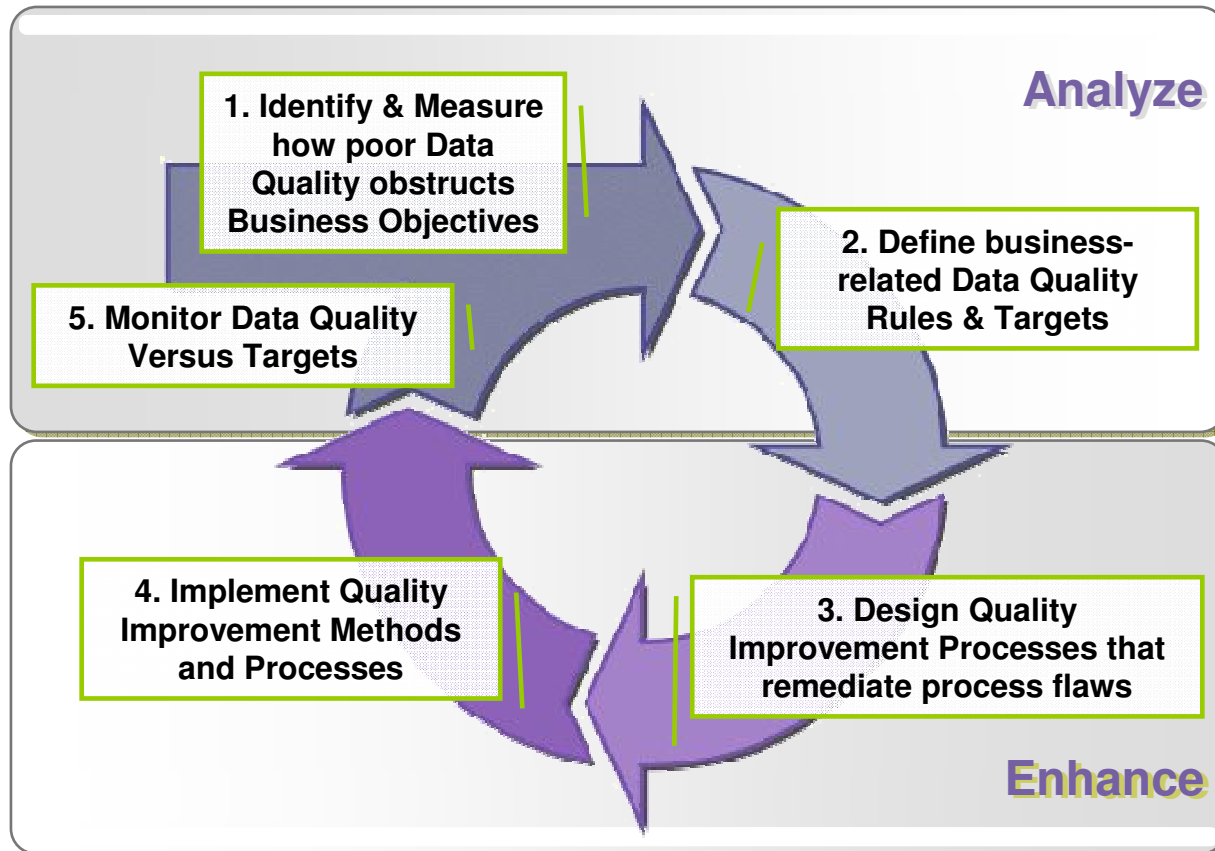 Analyze
1. Identify & Measure
how poor Data
Quality obstructs
Business Objectives
2. Define business-
related Data Quality
Rules & Targets
5. Monitor Data Quality
Versus Targets
4. Implement Quality
Improvement Methods
and Processes
3. Design Quality
Improvement Processes that
remediate process flaws
Enhance